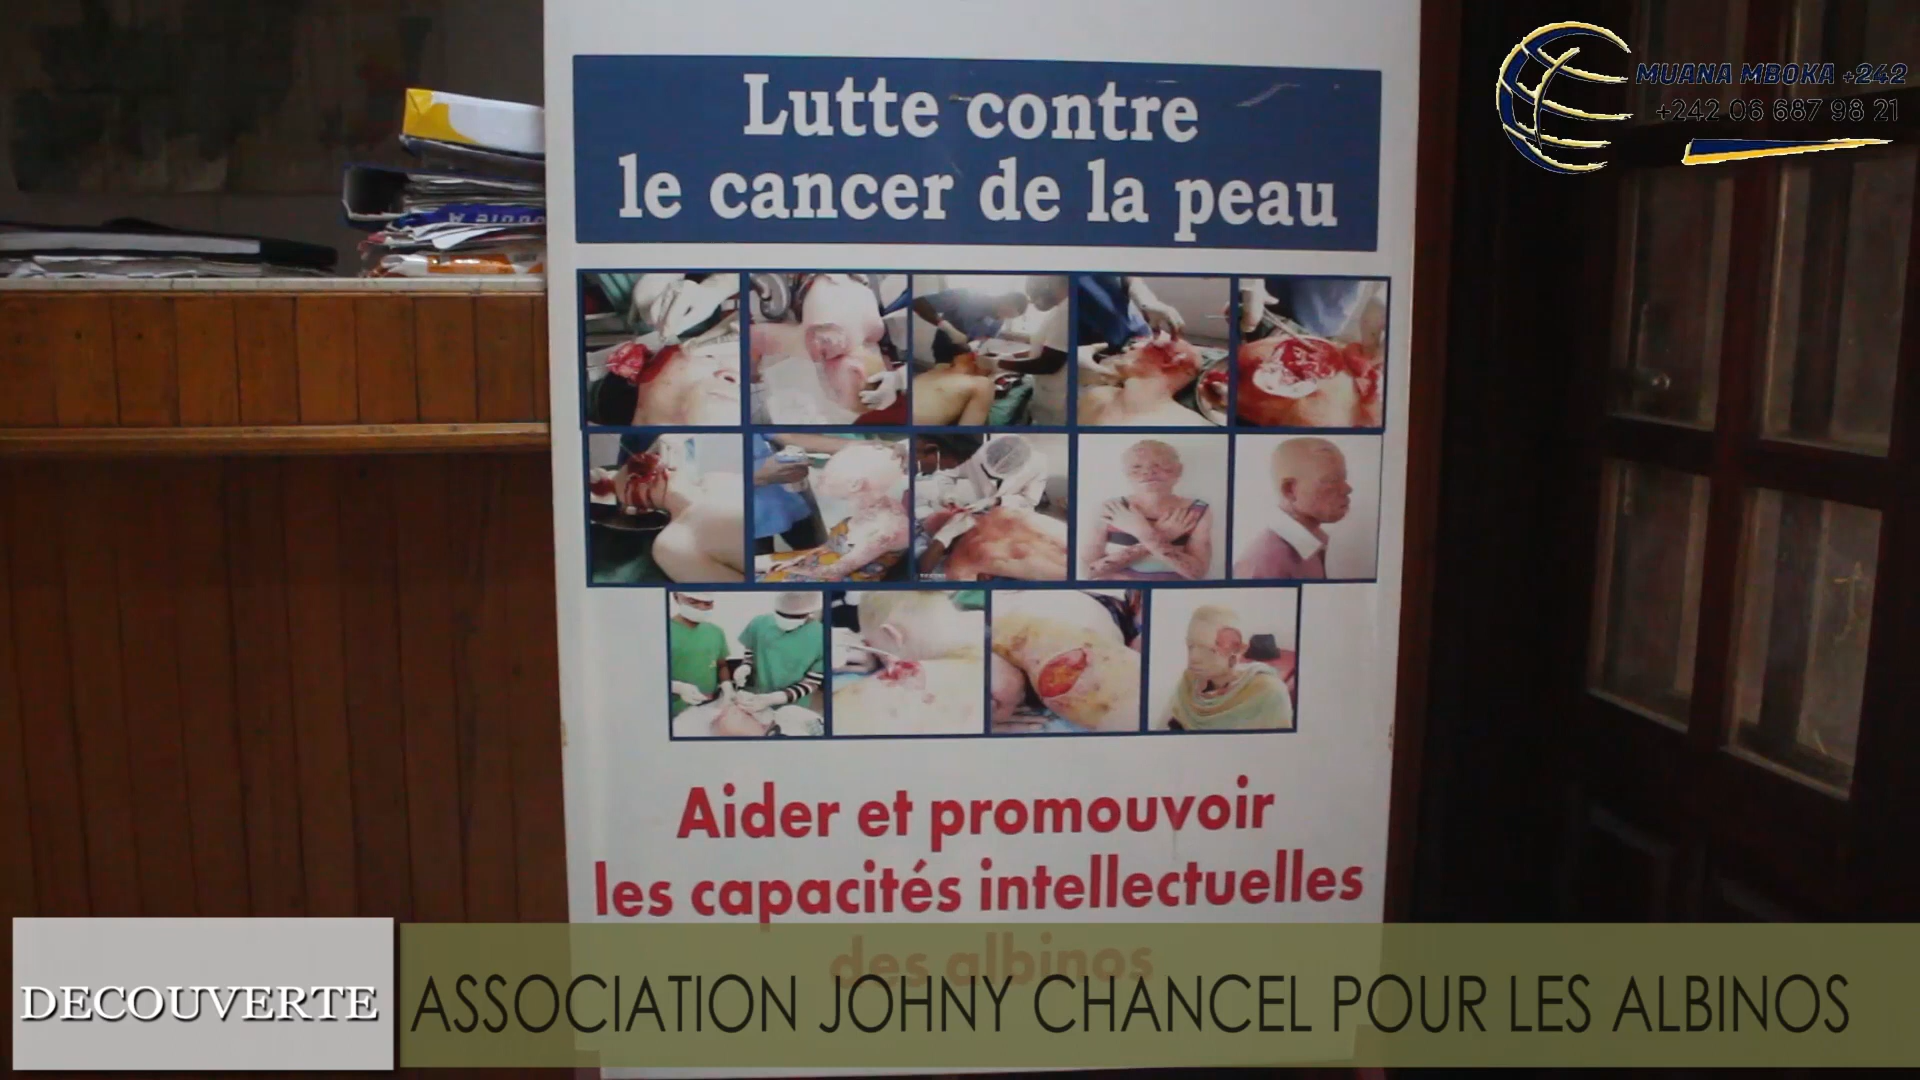 MUANA MBOKA +242
+242 06 687 98 21
Lutte contre
le cancer de la peau
Aider et promouvoir
les capacités intellectuelles
des albinos
DECOUVERTE
ASSOCIATION JOHNY CHANCEL POUR LES ALBINOS